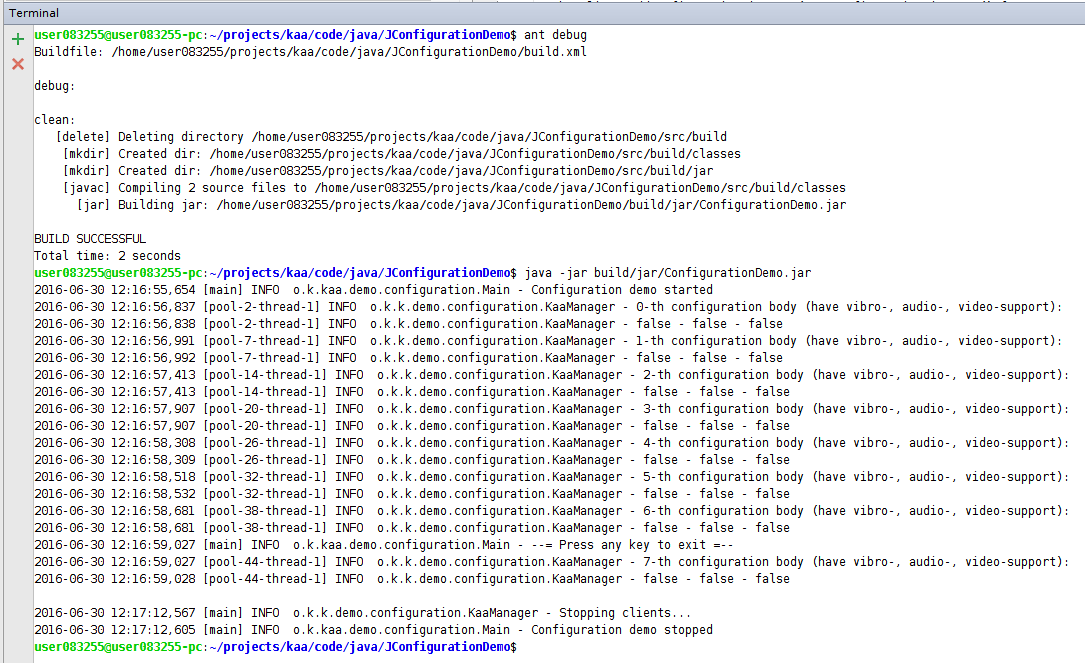 Terminal
user083255@user083255-pc:~/projects/kaa/code/java/JConfigurationDemo$ ant debug
Buildfile: /home/user083255/projects/kaa/code/java/JConfigurationDemo/build.xml
debug:
clean:
[delete] Deleting directory /home/user083255/projects/kaa/code/java/JConfigurationDemo/src/build
[mkdir] Created dir: /home/user083255/projects/kaa/code/java/JConfigurationDemo/src/build/classes
[mkdir] Created dir: /home/user083255/projects/kaa/code/java/JConfigurationDemo/src/build/jar
[javac] Compiling 2 source files to /home/user083255/projects/kaa/code/java/JConfigurationDemo/src/build/classes
[jar] Building jar: /home/user083255/projects/kaa/code/java/JConfigurationDemo/build/jar/ConfigurationDemo.jar
BUILD SUCCESSFUL
Total time: 2 seconds
user083255@user083255-pc:~/projects/kaa/code/java/JConfigurationDemo$ java -jar build/jar/ConfigurationDemo.jar
2016-06-30 12:16:55,654 [main] INFO  o.k.kaa.demo.configuration.Main - Configuration demo started
2016-06-30 12:16:56,837 [pool-2-thread-1] INFO  o.k.k.demo.configuration.KaaManager - 0-th configuration body (have vibro-, audio-, video-support):
2016-06-30 12:16:56,838 [pool-2-thread-1] INFO  o.k.k.demo.configuration.KaaManager - false - false - false
2016-06-30 12:16:56,991 [pool-7-thread-1] INFO  o.k.k.demo.configuration.KaaManager - 1-th configuration body (have vibro-, audio-, video-support):
2016-06-30 12:16:56,992 [pool-7-thread-1] INFO  o.k.k.demo.configuration.KaaManager - false - false - false
2016-06-30 12:16:57,413 [pool-14-thread-1] INFO  o.k.k.demo.configuration.KaaManager - 2-th configuration body (have vibro-, audio-, video-support):
2016-06-30 12:16:57,413 [pool-14-thread-1] INFO  o.k.k.demo.configuration.KaaManager - false - false - false
2016-06-30 12:16:57,907 [pool-20-thread-1] INFO  o.k.k.demo.configuration.KaaManager - 3-th configuration body (have vibro-, audio-, video-support):
2016-06-30 12:16:57,907 [pool-20-thread-1] INFO  o.k.k.demo.configuration.KaaManager - false - false - false
2016-06-30 12:16:58,308 [pool-26-thread-1] INFO  o.k.k.demo.configuration.KaaManager - 4-th configuration body (have vibro-, audio-, video-support):
2016-06-30 12:16:58,309 [pool-26-thread-1] INFO  o.k.k.demo.configuration.KaaManager - false - false - false
2016-06-30 12:16:58,518 [pool-32-thread-1] INFO  o.k.k.demo.configuration.KaaManager - 5-th configuration body (have vibro-, audio-, video-support):
2016-06-30 12:16:58,532 [pool-32-thread-1] INFO  o.k.k.demo.configuration.KaaManager - false - false - false
2016-06-30 12:16:58,681 [pool-38-thread-1] INFO  o.k.k.demo.configuration.KaaManager - 6-th configuration body (have vibro-, audio-, video-support):
2016-06-30 12:16:58,681 [pool-38-thread-1] INFO  o.k.k.demo.configuration.KaaManager - false - false - false
2016-06-30 12:16:59,027 [main] INFO  o.k.kaa.demo.configuration.Main - --= Press any key to exit =--
2016-06-30 12:16:59,027 [pool-44-thread-1] INFO  o.k.k.demo.configuration.KaaManager - 7-th configuration body (have vibro-, audio-, video-support):
2016-06-30 12:16:59,028 [pool-44-thread-1] INFO  o.k.k.demo.configuration.KaaManager - false - false - false
2016-06-30 12:17:12,567 [main] INFO  o.k.k.demo.configuration.KaaManager - Stopping clients...
2016-06-30 12:17:12,605 [main] INFO  o.k.kaa.demo.configuration.Main - Configuration demo stopped
user083255@user083255-pc:~/projects/kaa/code/java/JConfigurationDemo$